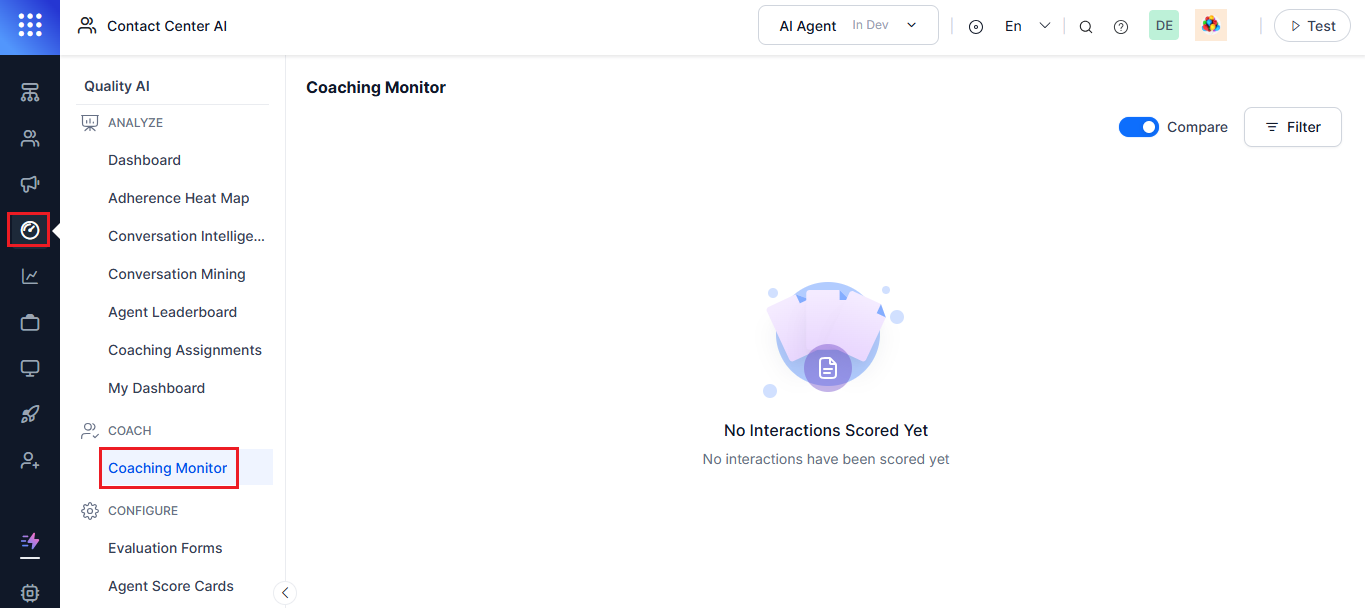 Contact Center AI
AI Agent In Dev
En
DE
Test
Quality AI
ANALYZE
Dashboard
Adherence Heat Map
Conversation Intellige...
Conversation Mining
Agent Leaderboard
Coaching Assignments
My Dashboard
COACH
Coaching Monitor
CONFIGURE
Evaluation Forms
Agent Score Cards
Coaching Monitor
Compare
Filter
No Interactions Scored Yet
No interactions have been scored yet